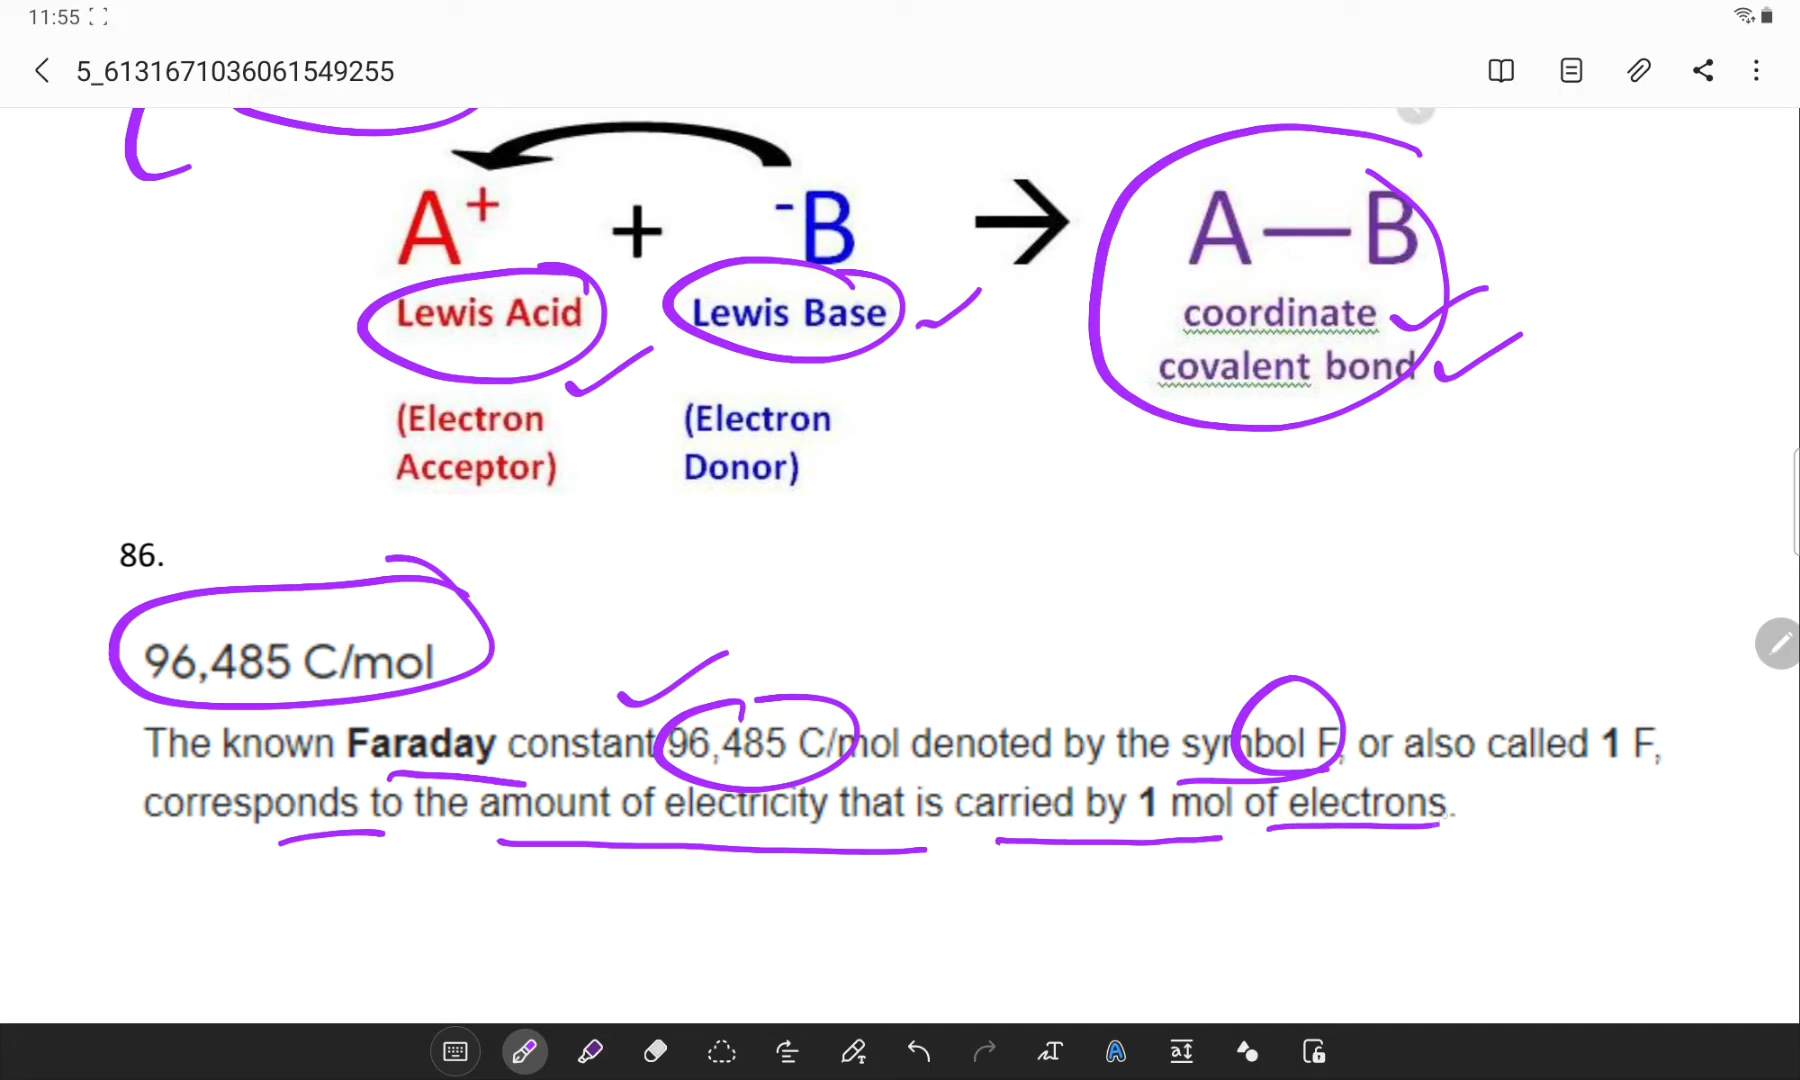 11:55
5_6131671036061549255
A+ + -B → A—B
Lewis Acid Lewis Base coordinate
covalent bond
(Electron (Electron
Acceptor) Donor)
86.
96,485 C/mol
The known Faraday constant 96,485 C/mol denoted by the symbol F, or also called 1 F,
corresponds to the amount of electricity that is carried by 1 mol of electrons.